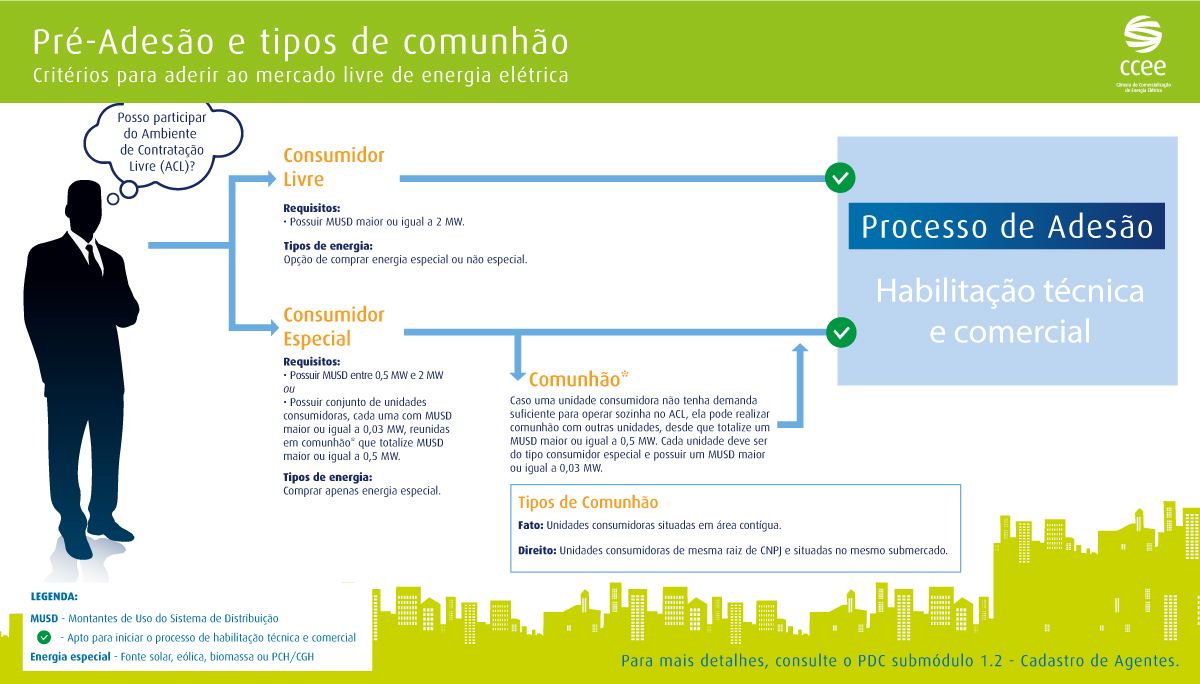 Pré-Adesão e tipos de comunhão
Critérios para aderir ao mercado livre de energia elétrica
ccee
Câmara de Comercialização
de Energia Elétrica
Posso participar
do Ambiente
de Contratação
Livre (ACL)?
Consumidor
Livre
Requisitos:
• Possuir MUSD maior ou igual a 2 MW.
Tipos de energia:
Opção de comprar energia especial ou não especial.
Consumidor
Especial
Requisitos:
• Possuir MUSD entre 0,5 MW e 2 MW
ou
• Possuir conjunto de unidades
consumidoras, cada uma com MUSD
maior ou igual a 0,03 MW, reunidas
em comunhão* que totalize MUSD
maior ou igual a 0,5 MW.
Tipos de energia:
Comprar apenas energia especial.
Comunhão*
Caso uma unidade consumidora não tenha demanda
suficiente para operar sozinha no ACL, ela pode realizar
comunhão com outras unidades, desde que totalize um
MUSD maior ou igual a 0,5 MW. Cada unidade deve ser
do tipo consumidor especial e possuir um MUSD maior
ou igual a 0,03 MW.
Tipos de Comunhão
Fato: Unidades consumidoras situadas em área contígua.
Direito: Unidades consumidoras de mesma raiz de CNPJ e situadas no mesmo submercado.
Processo de Adesão
Habilitação técnica
e comercial
LEGENDA:
MUSD - Montantes de Uso do Sistema de Distribuição
- Apto para iniciar o processo de habilitação técnica e comercial
Energia especial - Fonte solar, eólica, biomassa ou PCH/CGH
Para mais detalhes, consulte o PDC submódulo 1.2 - Cadastro de Agentes.